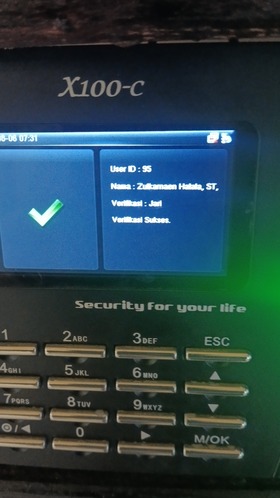 X100-C
06-06 07:31
User ID : 95
Nama : Zulkarnaen Halala, ST,
Verifikasi : Jari
Verifikasi Sukses.
Security for your life
1 2ABC 3DEF ESC
4GHI 5JKL 6MNO
7PQRS 8TUV 9WXYZ
0 M/OK